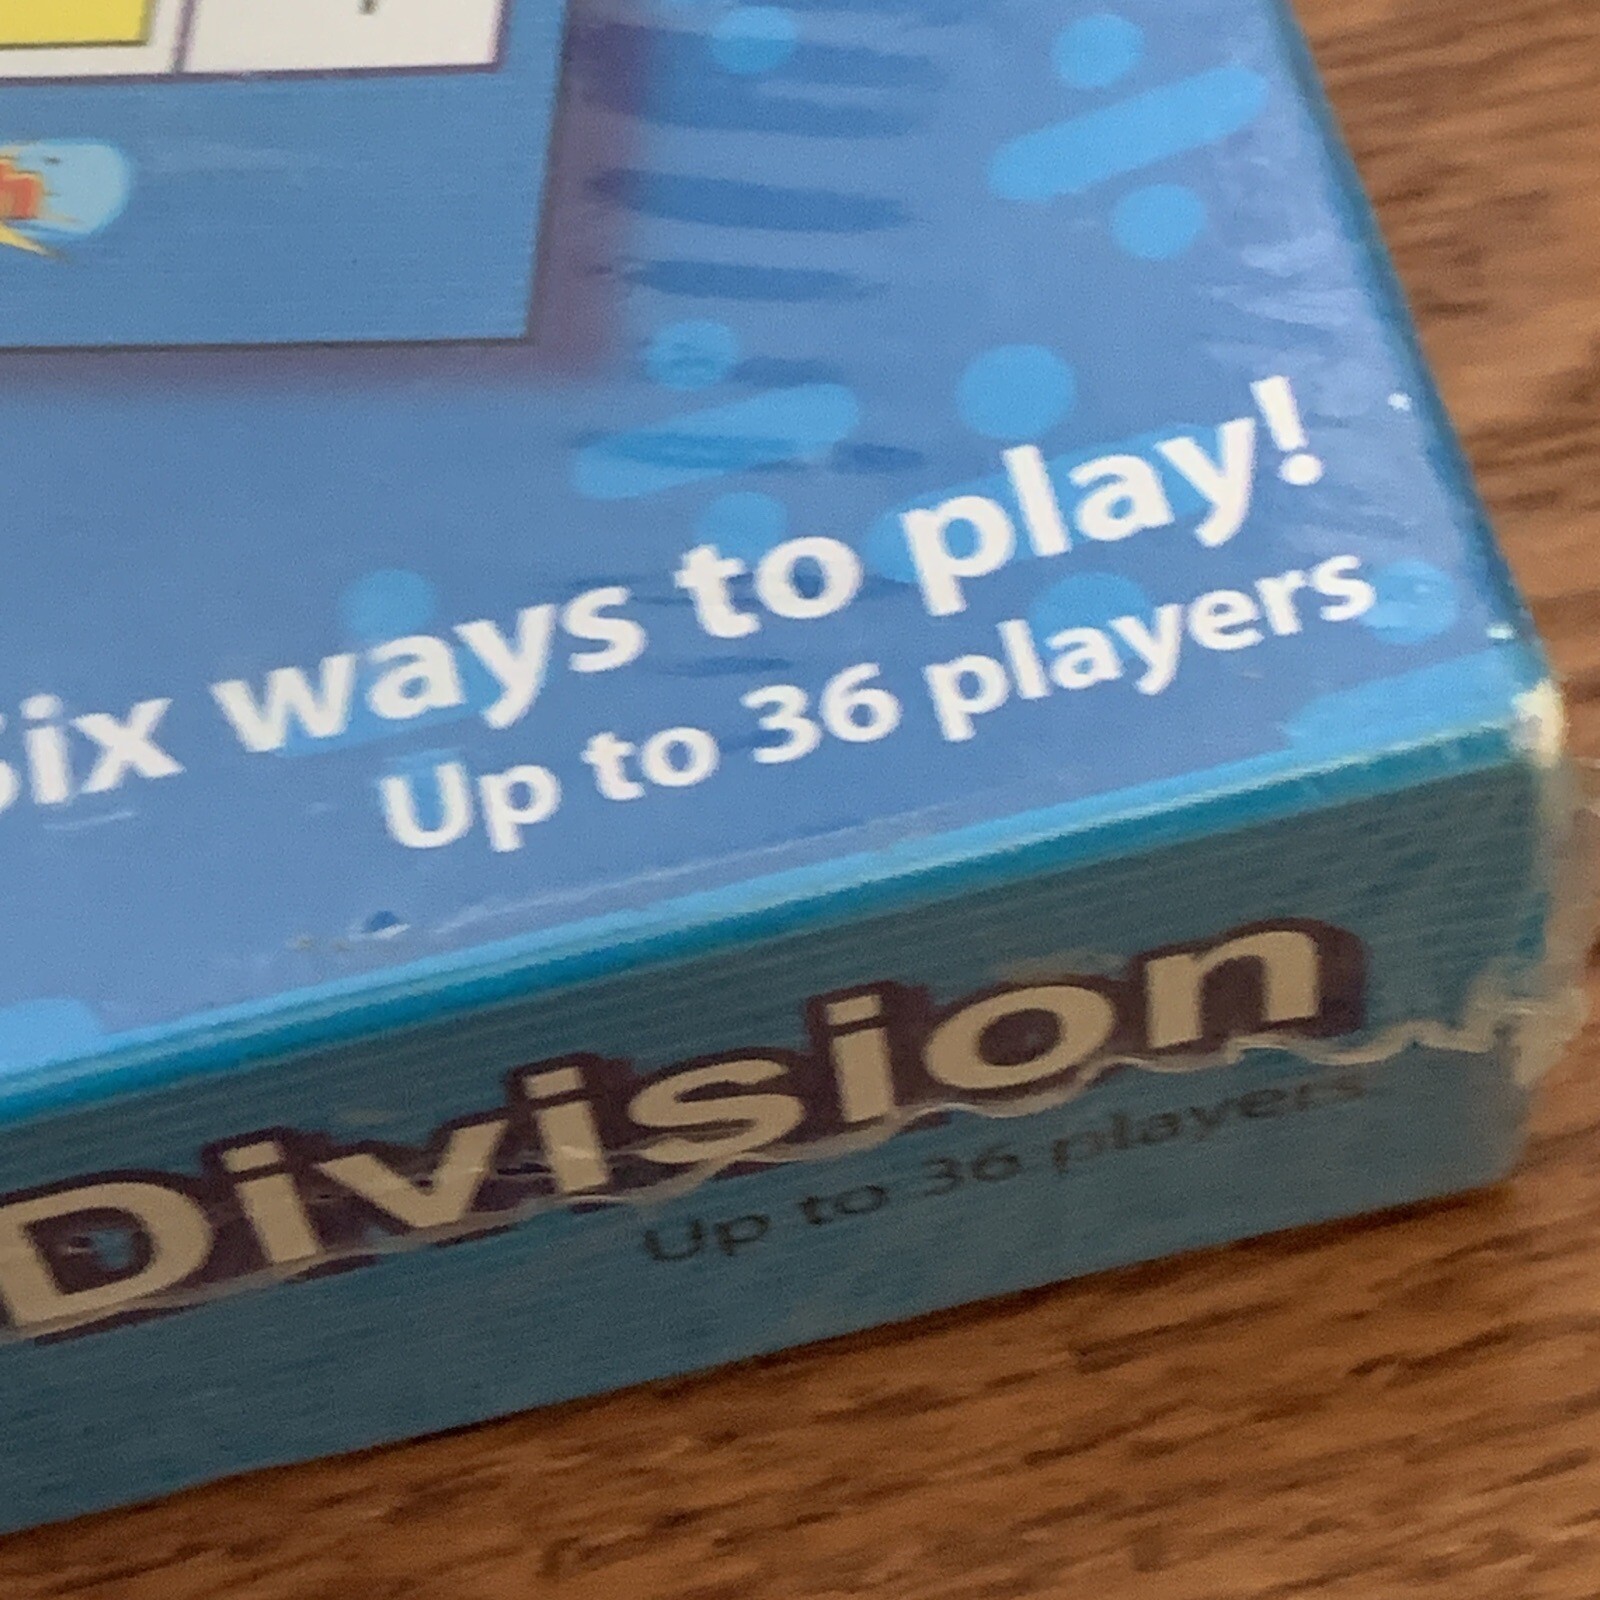 Six ways to play!
Up to 36 players
Division
Up to 36 players